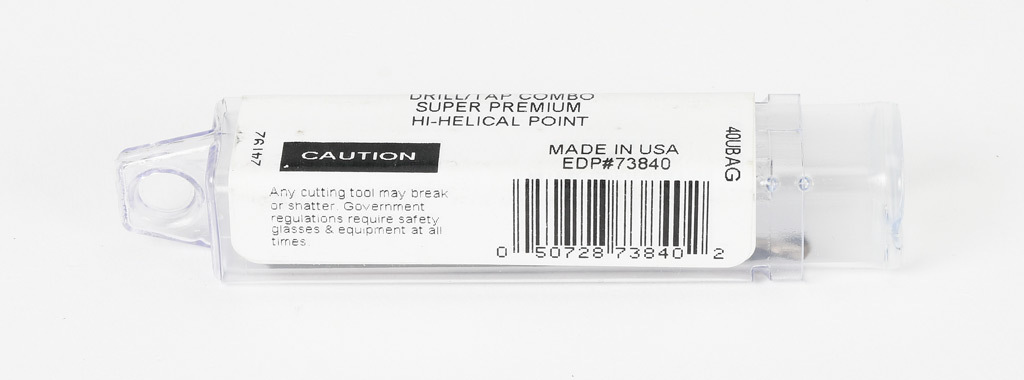 DRILL/TAP COMBO
SUPER PREMIUM
HI-HELICAL POINT
CAUTION
Any cutting tool may break
or shatter. Government
regulations require safety
glasses & equipment at all
times.
MADE IN USA
EDP#73840
0 50728 73840 2
40UBAG